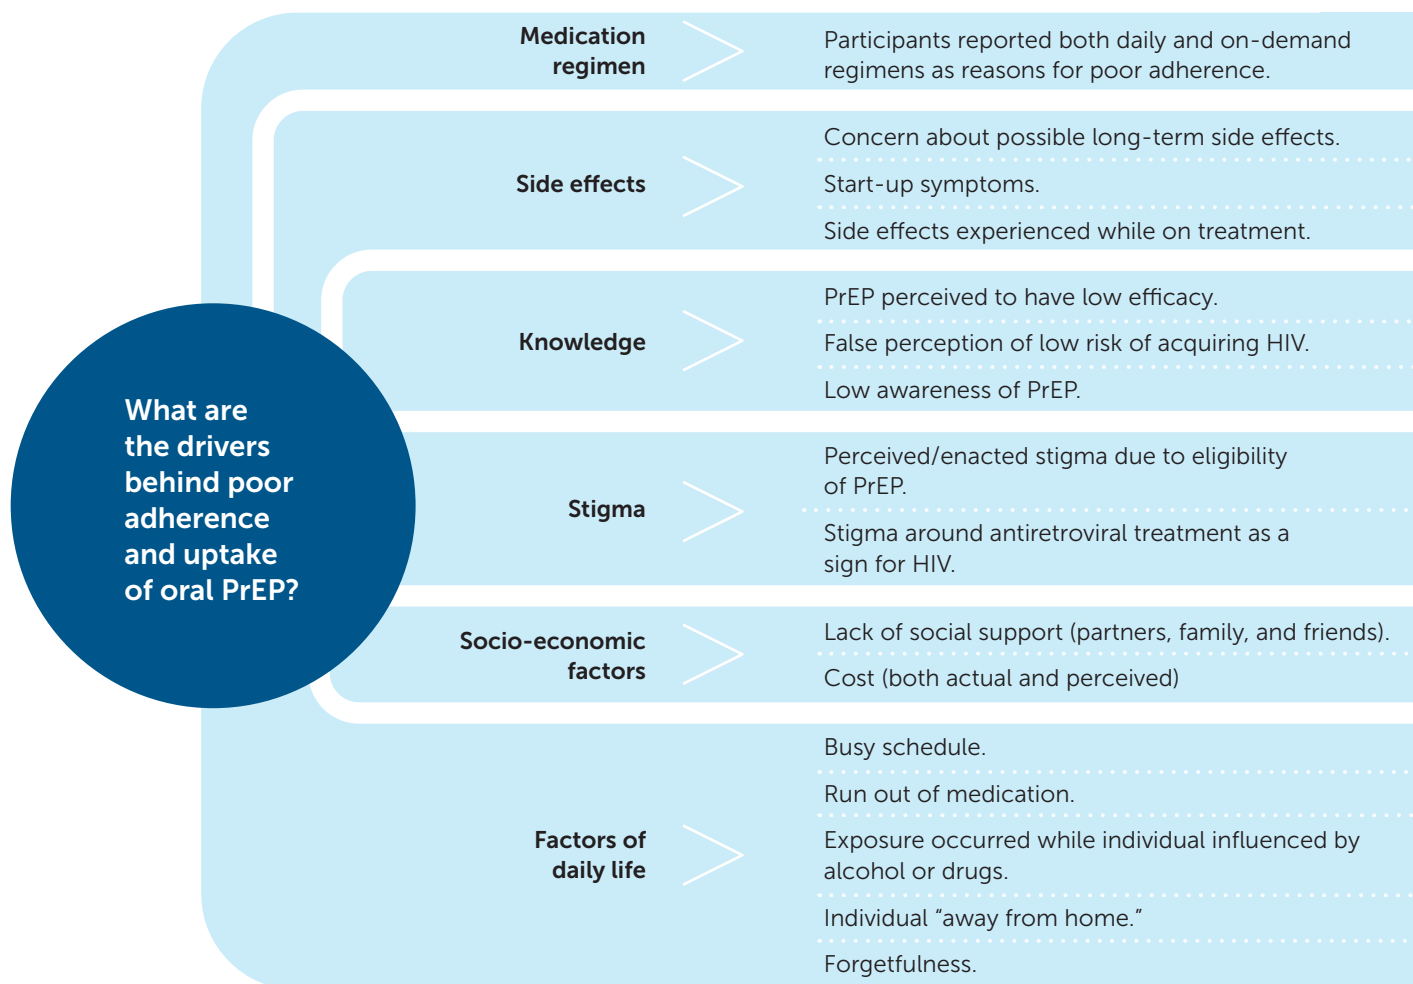 What are
the drivers
behind poor
adherence
and uptake
of oral PrEP?
Medication
regimen
Participants reported both daily and on-demand
regimens as reasons for poor adherence.
Side effects
Concern about possible long-term side effects.
Start-up symptoms.
Side effects experienced while on treatment.
Knowledge
PrEP perceived to have low efficacy.
False perception of low risk of acquiring HIV.
Low awareness of PrEP.
Stigma
Perceived/enacted stigma due to eligibility
of PrEP.
Stigma around antiretroviral treatment as a
sign for HIV.
Socio-economic
factors
Lack of social support (partners, family, and friends).
Cost (both actual and perceived)
Factors of
daily life
Busy schedule.
Run out of medication.
Exposure occurred while individual influenced by
alcohol or drugs.
Individual “away from home.”
Forgetfulness.